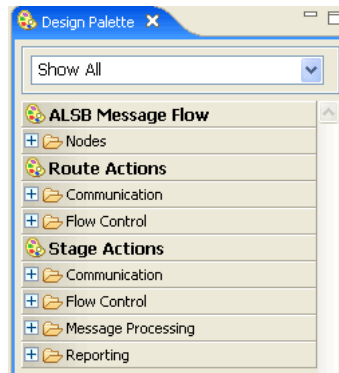 Design Palette
Show All
ALSB Message Flow
Nodes
Route Actions
Communication
Flow Control
Stage Actions
Communication
Flow Control
Message Processing
Reporting